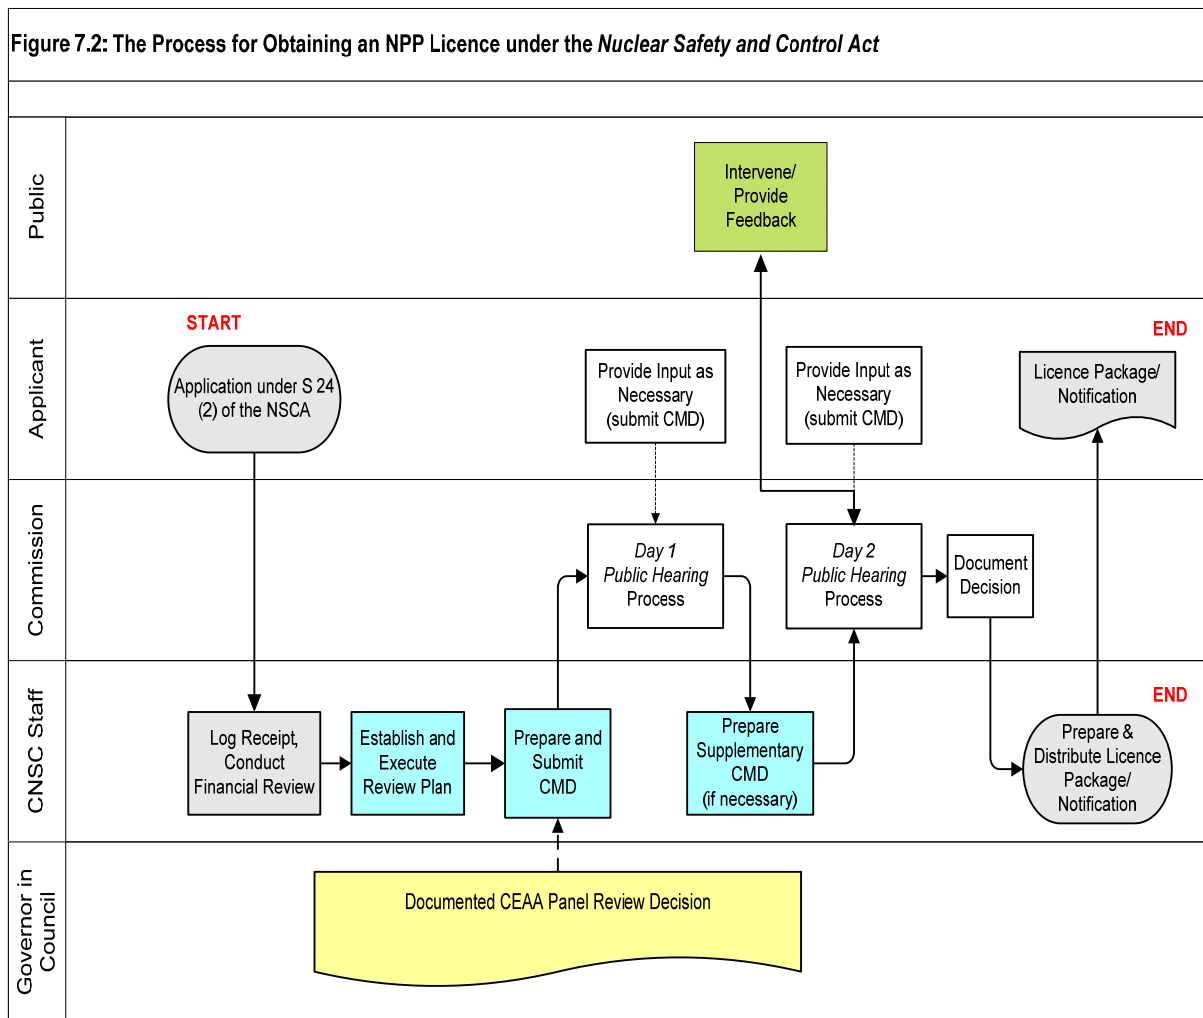 Figure 7.2: The Process for Obtaining an NPP Licence under the Nuclear Safety and Control Act
Public
Intervene/
Provide
Feedback
Applicant
START
Application under S 24
(2) of the NSCA
Provide Input as
Necessary
(submit CMD)
Provide Input as
Necessary
(submit CMD)
END
Licence Package/
Notification
Commission
Day 1
Public Hearing
Process
Day 2
Public Hearing
Process
Document
Decision
CNSC Staff
Log Receipt,
Conduct
Financial Review
Establish and
Execute
Review Plan
Prepare and
Submit
CMD
Prepare
Supplementary
CMD
(if necessary)
END
Prepare &
Distribute Licence
Package/
Notification
Governor in
Council
Documented CEAA Panel Review Decision